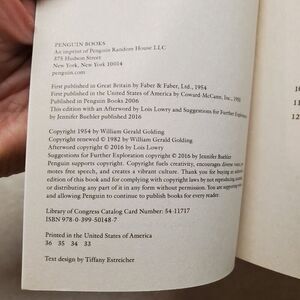 PENGUIN BOOKS
An imprint of Penguin Random House LLC
375 Hudson Street
New York, New York 10014
penguin.com
First published in Great Britain by Faber & Faber, Ltd., 1954
First published in the United States of America by Coward-McCann, Inc., 1955
Published in Penguin Books 2006
This edition with an Afterword by Lois Lowry and Suggestions for Further Exploration
by Jennifer Buehler published 2016
Copyright 1954 by William Gerald Golding
Copyright renewed © 1982 by William Gerald Golding
Afterword copyright © 2016 by Lois Lowry
Suggestions for Further Exploration copyright © 2016 by Jennifer Buehler
Penguin supports copyright. Copyright fuels creativity, encourages diverse voices, promotes
free speech, and creates a vibrant culture. Thank you for buying an authorized
edition of this book and for complying with copyright laws by not reproducing, scanning,
or distributing any part of it in any form without permission. You are supporting
and allowing Penguin to continue to publish books for every reader.
Library of Congress Catalog Card Number: 54-11717
ISBN 978-0-399-50148-7
Printed in the United States of America
36 35 34 33
Text design by Tiffany Estreicher
10
11
12